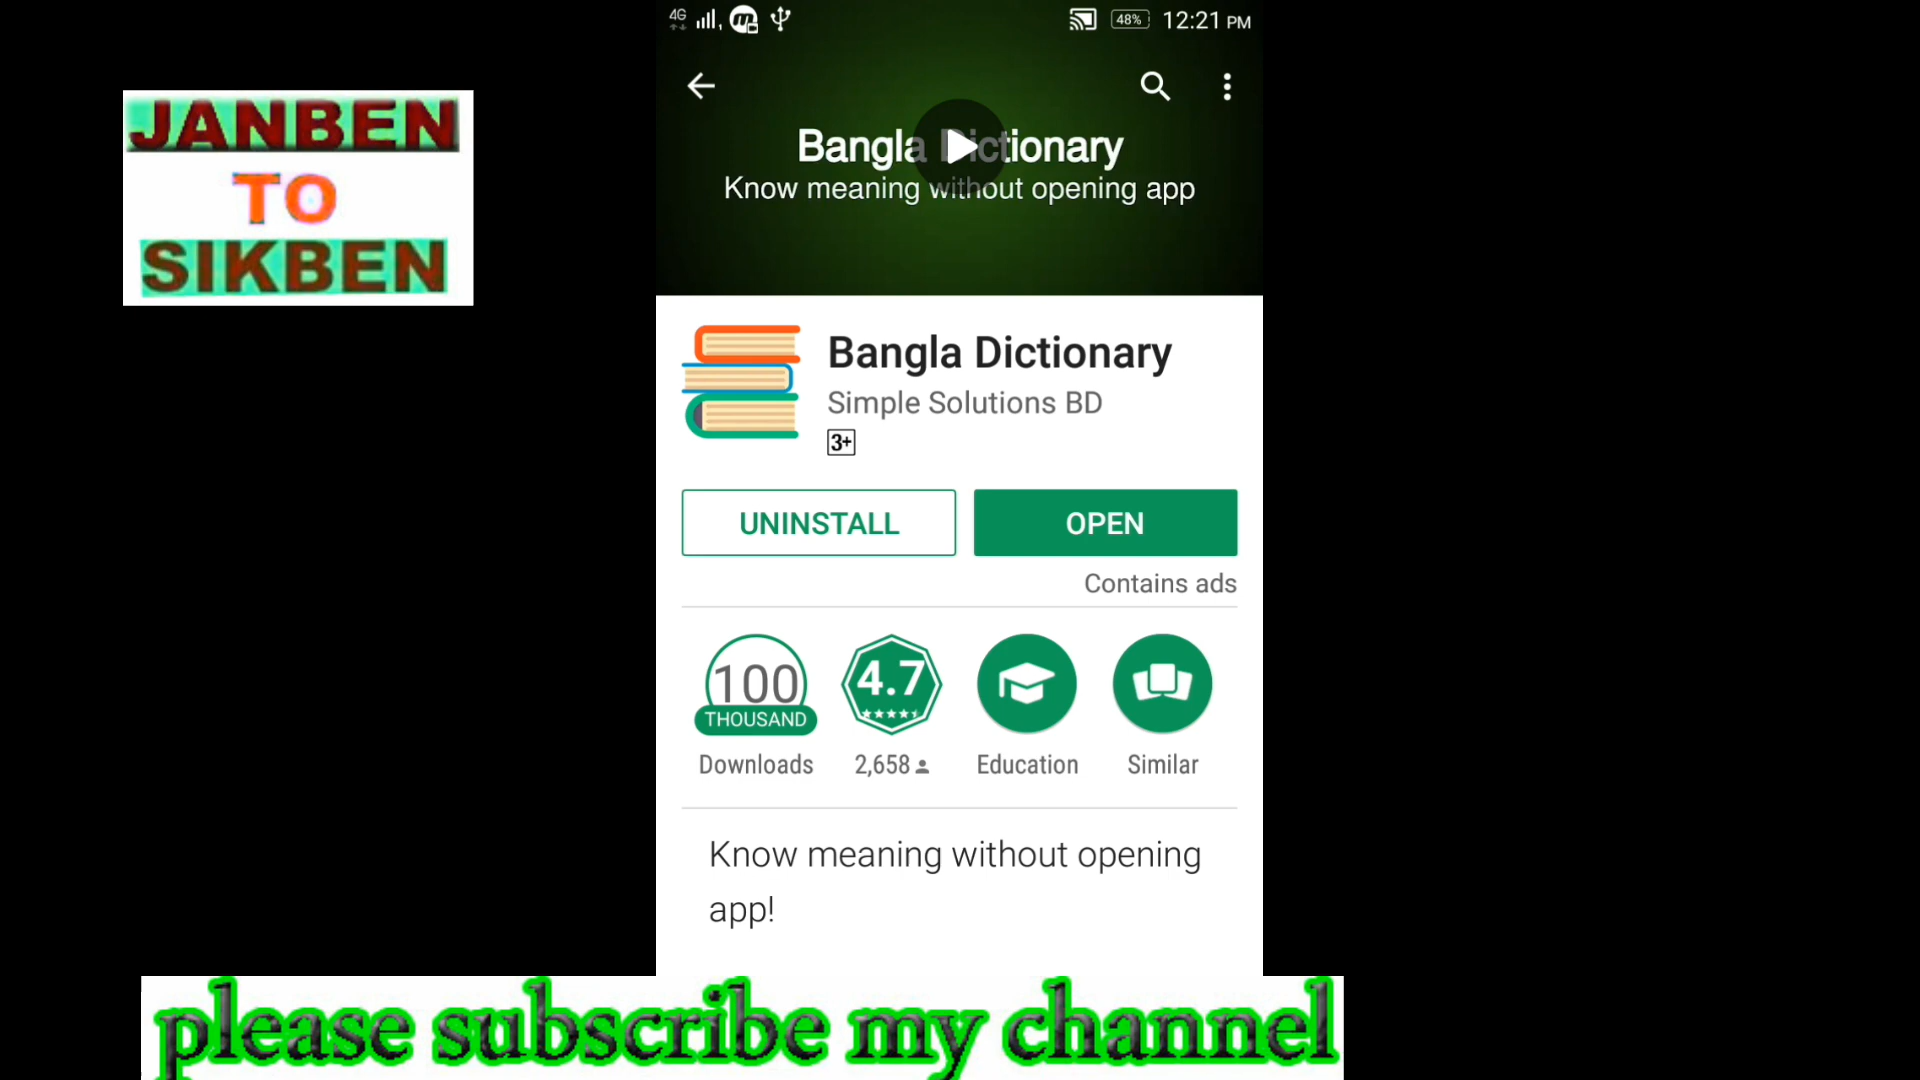 JANBEN
TO
SIKBEN
4G
48%
12:21 PM
Bangla Dictionary
Know meaning without opening app
Bangla Dictionary
Simple Solutions BD
3+
UNINSTALL
OPEN
Contains ads
100
THOUSAND
4.7
Downloads
2,658
Education
Similar
Know meaning without opening
app!
please subscribe my channel